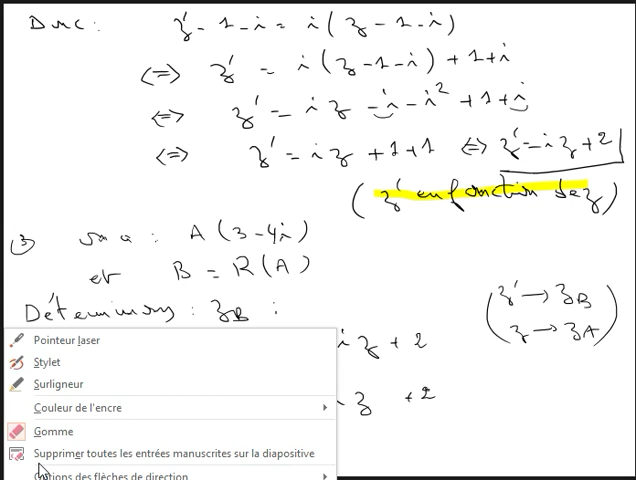 Donc : z' - 1 - i = i ( z - 1 - i )
<=> z' = i ( z - 1 - i ) + 1 + i
<=> z' = i z - i - i² + 1 + i
<=> z' = i z + 1 + 1 <=> z' = i z + 2
( z' en fonction de z )
③ on a : A ( 3 - 4i )
et B = R ( A )
Déterminons : z_B :
( z' → z_B
z → z_A )
i z + 2
z + 2
Pointeur laser
Stylet
Surligneur
Couleur de l'encre
Gomme
Supprimer toutes les entrées manuscrites sur la diapositive
Options des flèches de direction